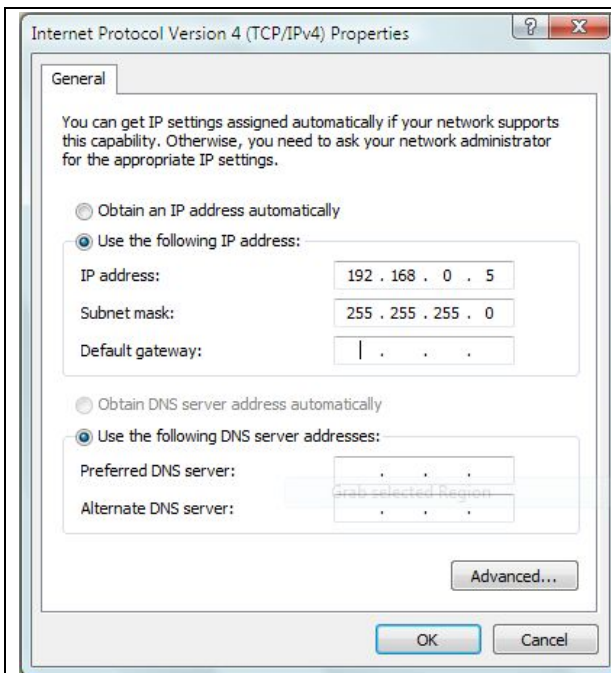 Internet Protocol Version 4 (TCP/IPv4) Properties
General
You can get IP settings assigned automatically if your network supports
this capability. Otherwise, you need to ask your network administrator
for the appropriate IP settings.
Obtain an IP address automatically
Use the following IP address:
IP address: 192 . 168 . 0 . 5
Subnet mask: 255 . 255 . 255 . 0
Default gateway: . . .
Obtain DNS server address automatically
Use the following DNS server addresses:
Preferred DNS server: . . .
Grab selected Region
Alternate DNS server: . . .
Advanced...
OK Cancel